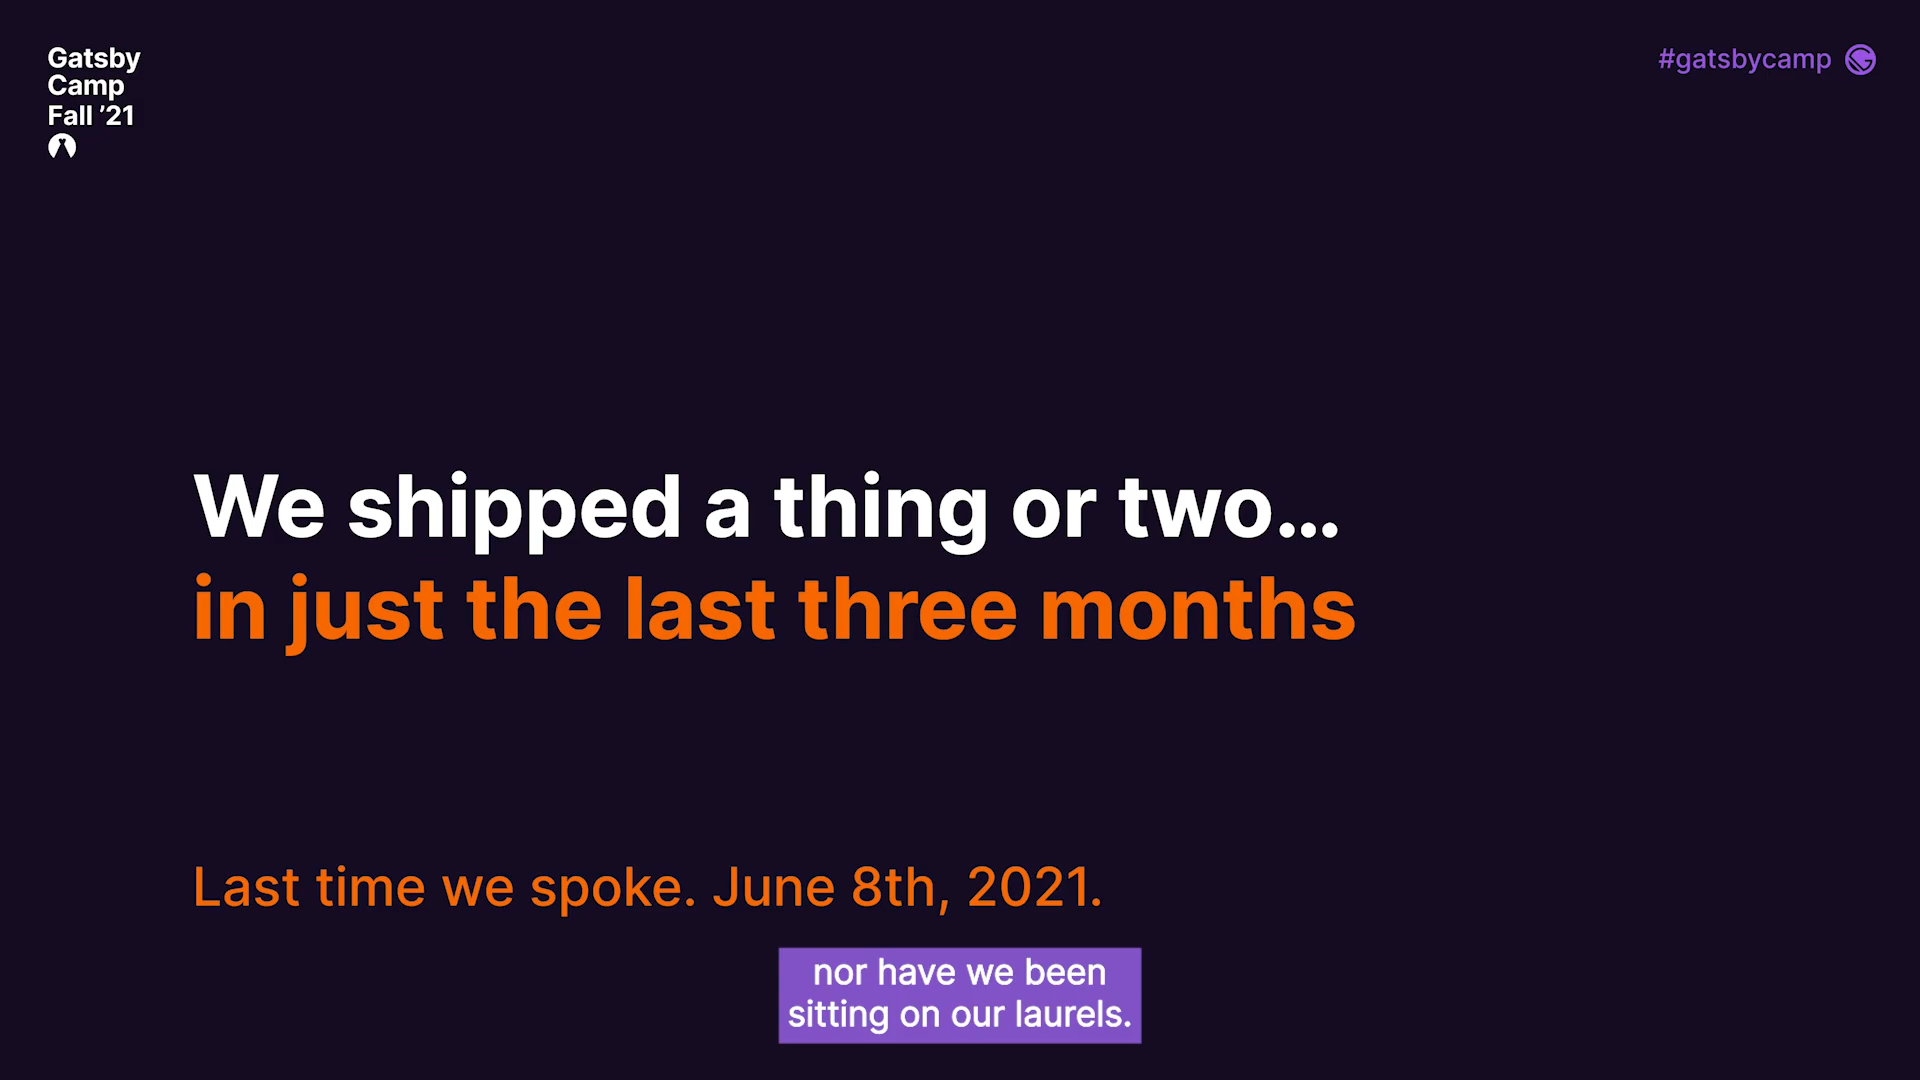 Gatsby
Camp
Fall ’21
#gatsbycamp
We shipped a thing or two...
in just the last three months
Last time we spoke. June 8th, 2021.
nor have we been
sitting on our laurels.